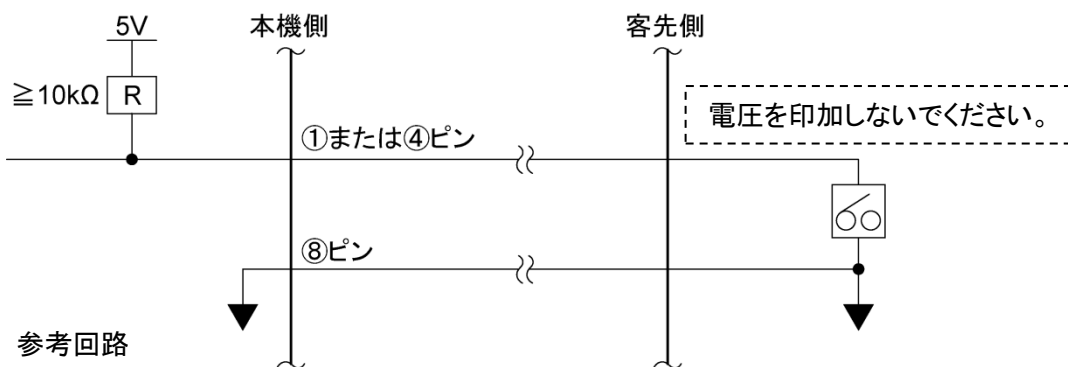 5V
本機側
客先側
≧10kΩ
R
電圧を印加しないでください。
①または④ピン
⑧ピン
参考回路